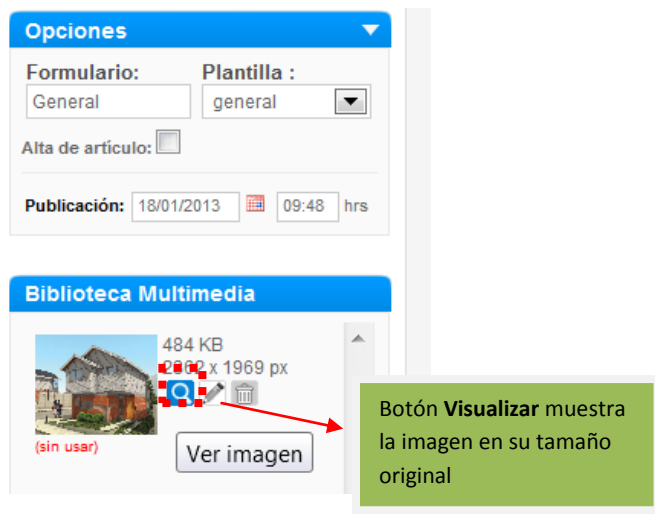 Opciones
Formulario: Plantilla :
General general
Alta de artículo:
Publicación: 18/01/2013 09:48 hrs
Biblioteca Multimedia
484 KB
x 1969 px
(sin usar)
Ver imagen
Botón Visualizar muestra
la imagen en su tamaño
original